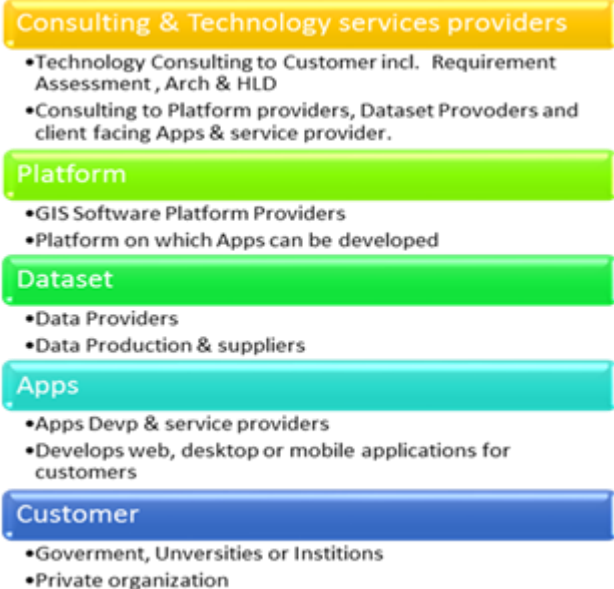 Consulting & Technology services providers
•Technology Consulting to Customer incl. Requirement
Assessment , Arch & HLD
•Consulting to Platform providers, Dataset Provoders and
client facing Apps & service provider.
Platform
•GIS Software Platform Providers
•Platform on which Apps can be developed
Dataset
•Data Providers
•Data Production & suppliers
Apps
•Apps Devp & service providers
•Develops web, desktop or mobile applications for
customers
Customer
•Goverment, Unversities or Institions
•Private organization